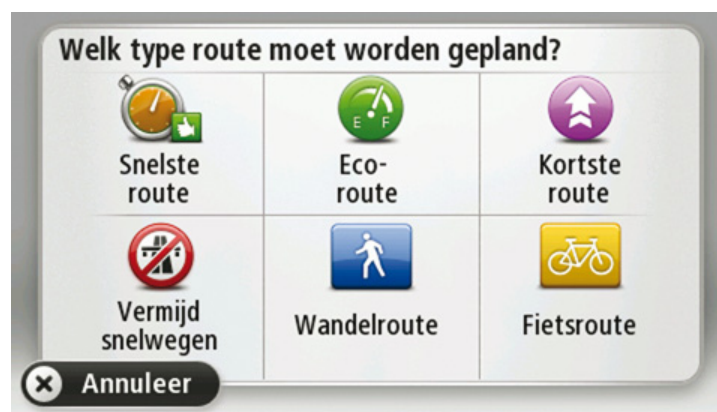 Welk type route moet worden gepland?
Snelste
route
E F
Eco-
route
Kortste
route
Vermijd
snelwegen
Wandelroute
Fietsroute
Annuleer